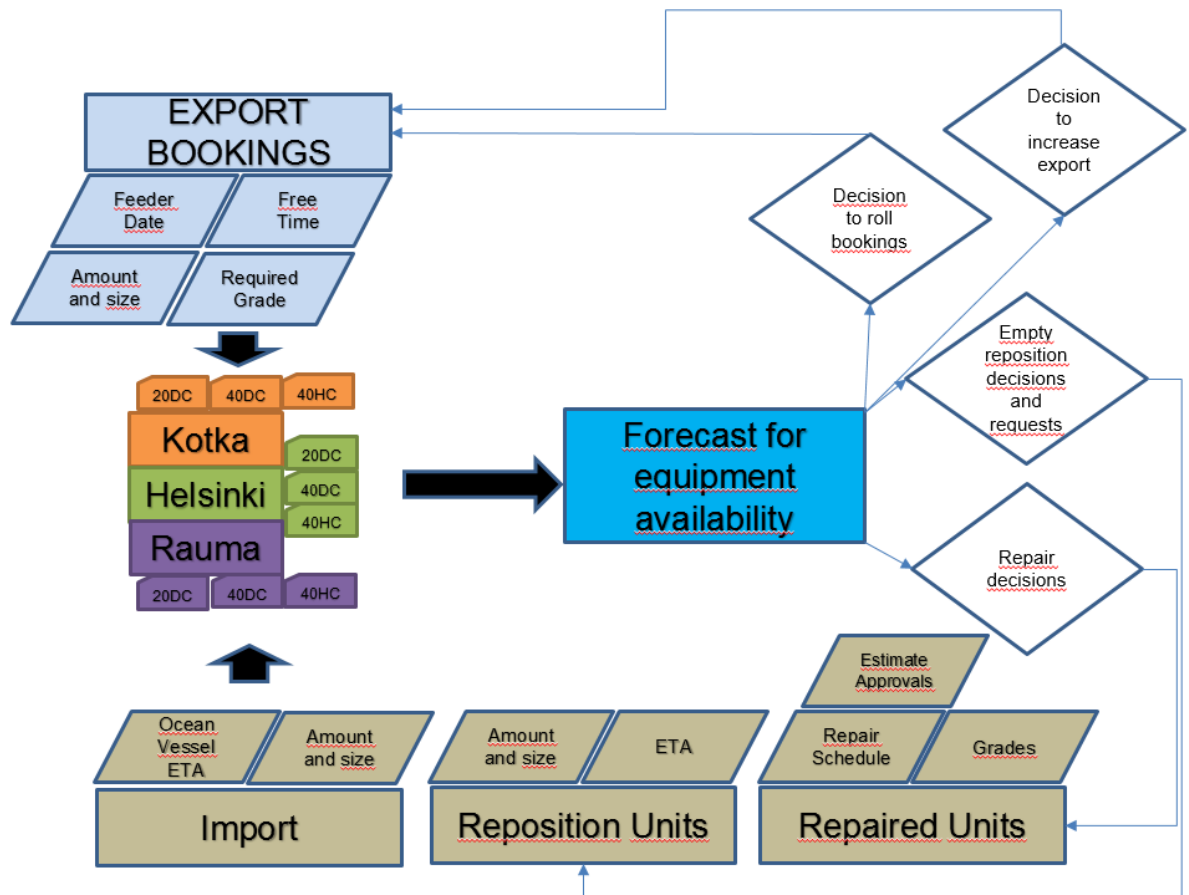 EXPORT
BOOKINGS
Feeder
Date
Free
Time
Amount
and size
Required
Grade
Decision
to
increase
export
Decision
to roll
bookings
20DC
40DC
40HC
Kotka
Helsinki
Rauma
20DC
40DC
40HC
20DC
40DC
40HC
Forecast for
equipment
availability
Empty
reposition
decisions
and
requests
Repair
decisions
Estimate
Approvals
Ocean
Vessel
ETA
Amount
and size
Amount
and size
ETA
Repair
Schedule
Grades
Import
Reposition Units
Repaired Units